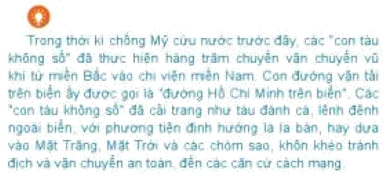 Trong thời kì chống Mỹ cứu nước trước đây, các "con tàu
không số" đã thực hiện hàng trăm chuyến vận chuyển vũ
khí từ miền Bắc vào chi viện miền Nam. Con đường vận tải
trên biển ấy được gọi là "đường Hồ Chí Minh trên biển". Các
"con tàu không số" đã cải trang như tàu đánh cá, lênh đênh
ngoài biển, với phương tiện định hướng là la bàn, hay dựa
vào Mặt Trăng, Mặt Trời và các chòm sao, khôn khéo tránh
địch và vận chuyển an toàn, đến các căn cứ cách mạng.